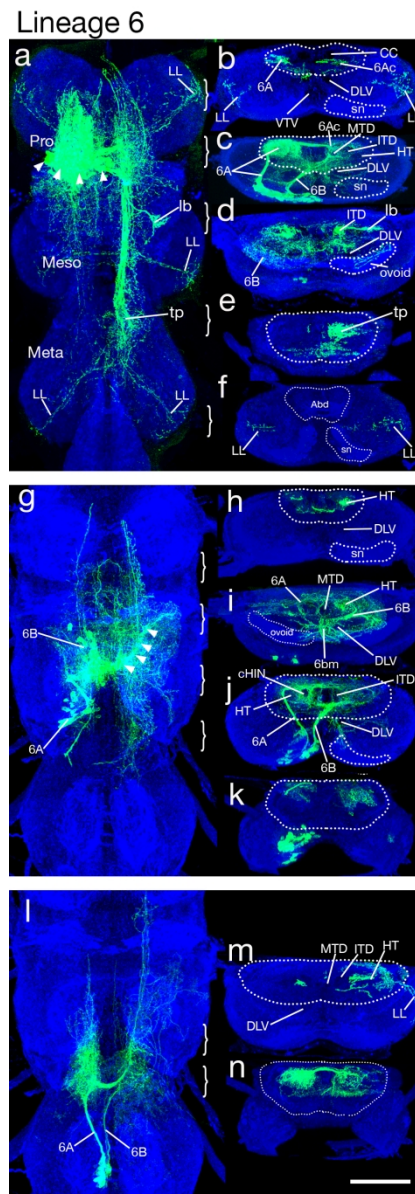 Lineage 6
a
LL
Pro
lb
LL
Meso
tp
Meta
LL
LL
b
CC
6A
6Ac
DLV
LL
VTV
sn
LL
c
6Ac
MTD
ITD
HT
6A
DLV
6B
sn
d
ITD
lb
DLV
6B
ovoid
e
tp
f
Abd
LL
sn
LL
g
6B
6A
h
HT
DLV
sn
i
6A
MTD
HT
6B
ovoid
6bm
DLV
j
cHIN
ITD
HT
6A
DLV
6B
k
l
6A
6B
m
MTD
ITD
HT
DLV
LL
n